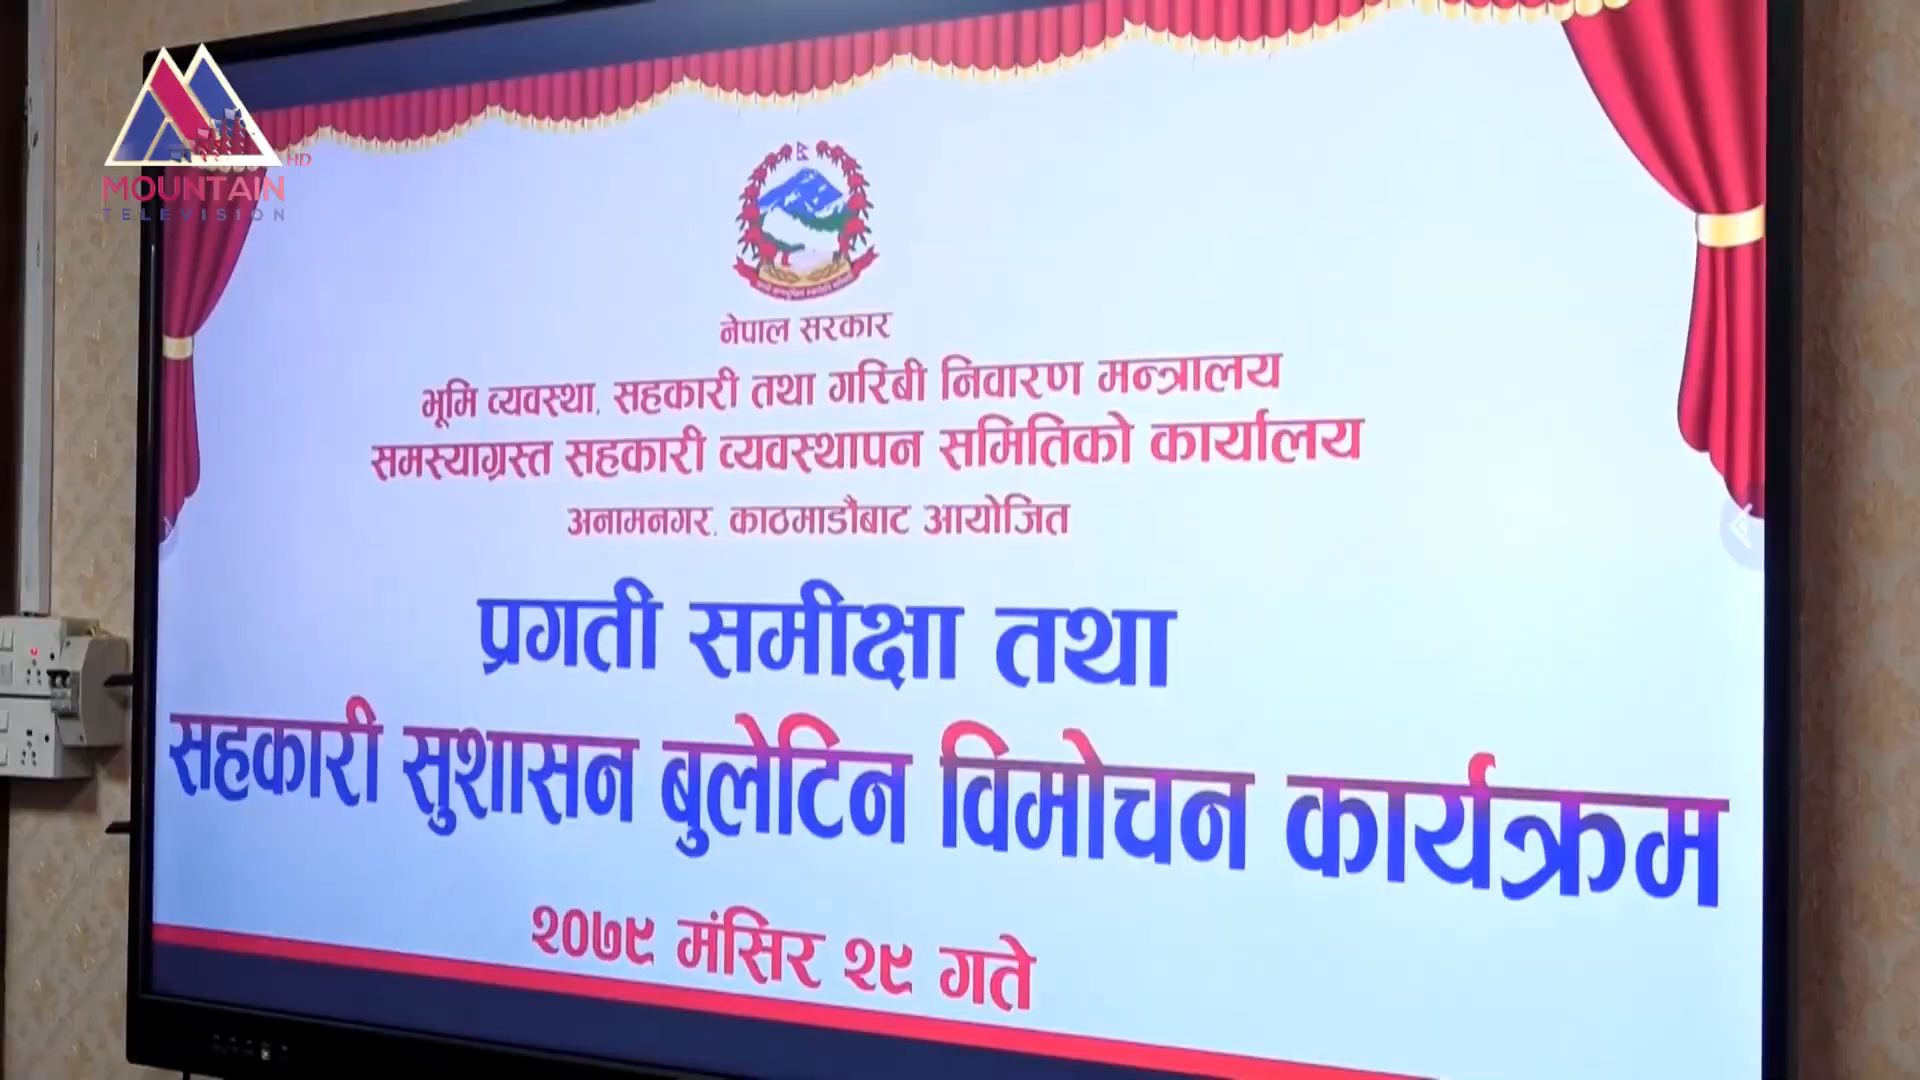 MOUNTAIN HD
TELEVISION
नेपाल सरकार
भूमि व्यवस्था, सहकारी तथा गरिबी निवारण मन्त्रालय
समस्याग्रस्त सहकारी व्यवस्थापन समितिको कार्यालय
अनामनगर, काठमाडौंबाट आयोजित
प्रगती समीक्षा तथा
सहकारी सुशासन बुलेटिन विमोचन कार्यक्रम
२०७९ मंसिर २९ गते